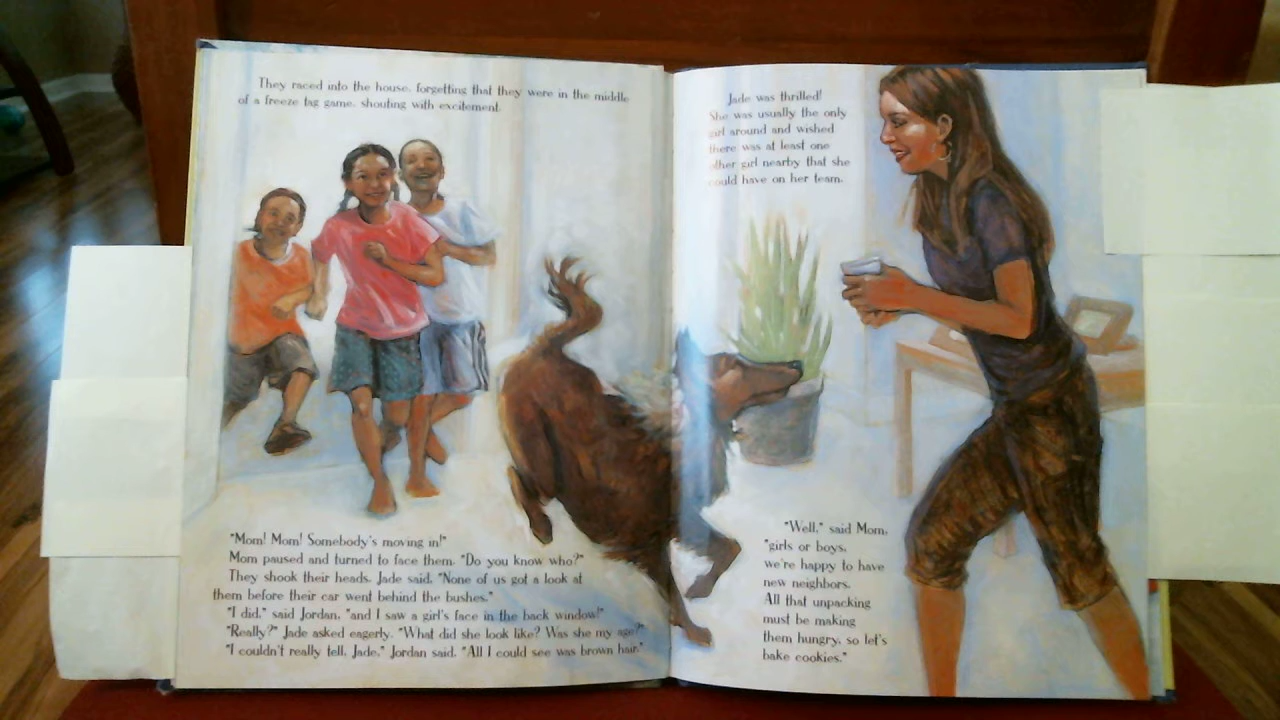 They raced into the house, forgetting that they were in the middle
of a freeze tag game, shouting with excitement.
"Mom! Mom! Somebody's moving in!"
Mom paused and turned to face them. "Do you know who?"
They shook their heads. Jade said, "None of us got a look at
them before their car went behind the bushes."
"I did," said Jordan, "and I saw a girl's face in the back window!"
"Really?" Jade asked eagerly. "What did she look like? Was she my age?"
"I couldn't really tell, Jade," Jordan said. "All I could see was brown hair."
Jade was thrilled!
She was usually the only
girl around and wished
there was at least one
other girl nearby that she
could have on her team.
"Well," said Mom,
"girls or boys,
we're happy to have
new neighbors.
All that unpacking
must be making
them hungry, so let's
bake cookies."